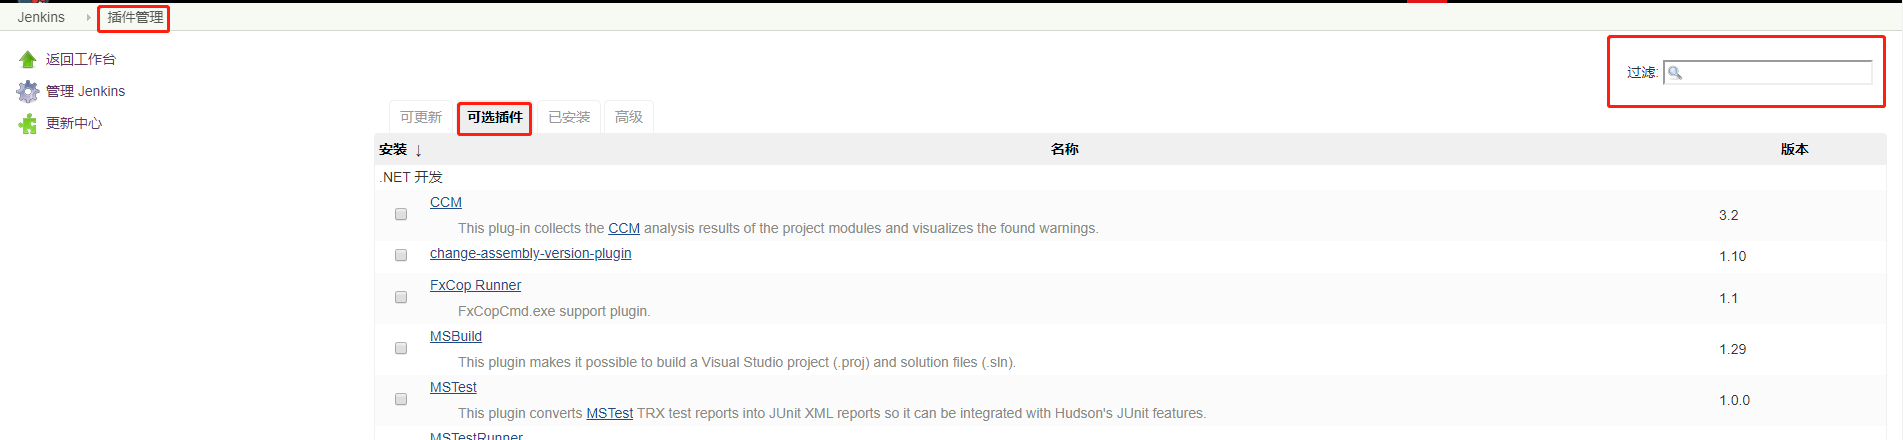 Jenkins 插件管理
返回工作台
管理 Jenkins
更新中心
过滤:
可更新 可选插件 已安装 高级
安装 ↓ 名称 版本
.NET 开发
CCM
This plug-in collects the CCM analysis results of the project modules and visualizes the found warnings.
3.2
change-assembly-version-plugin
1.10
FxCop Runner
FxCopCmd.exe support plugin.
1.1
MSBuild
This plugin makes it possible to build a Visual Studio project (.proj) and solution files (.sln).
1.29
MSTest
This plugin converts MSTest TRX test reports into JUnit XML reports so it can be integrated with Hudson's JUnit features.
1.0.0
MSTestRunner